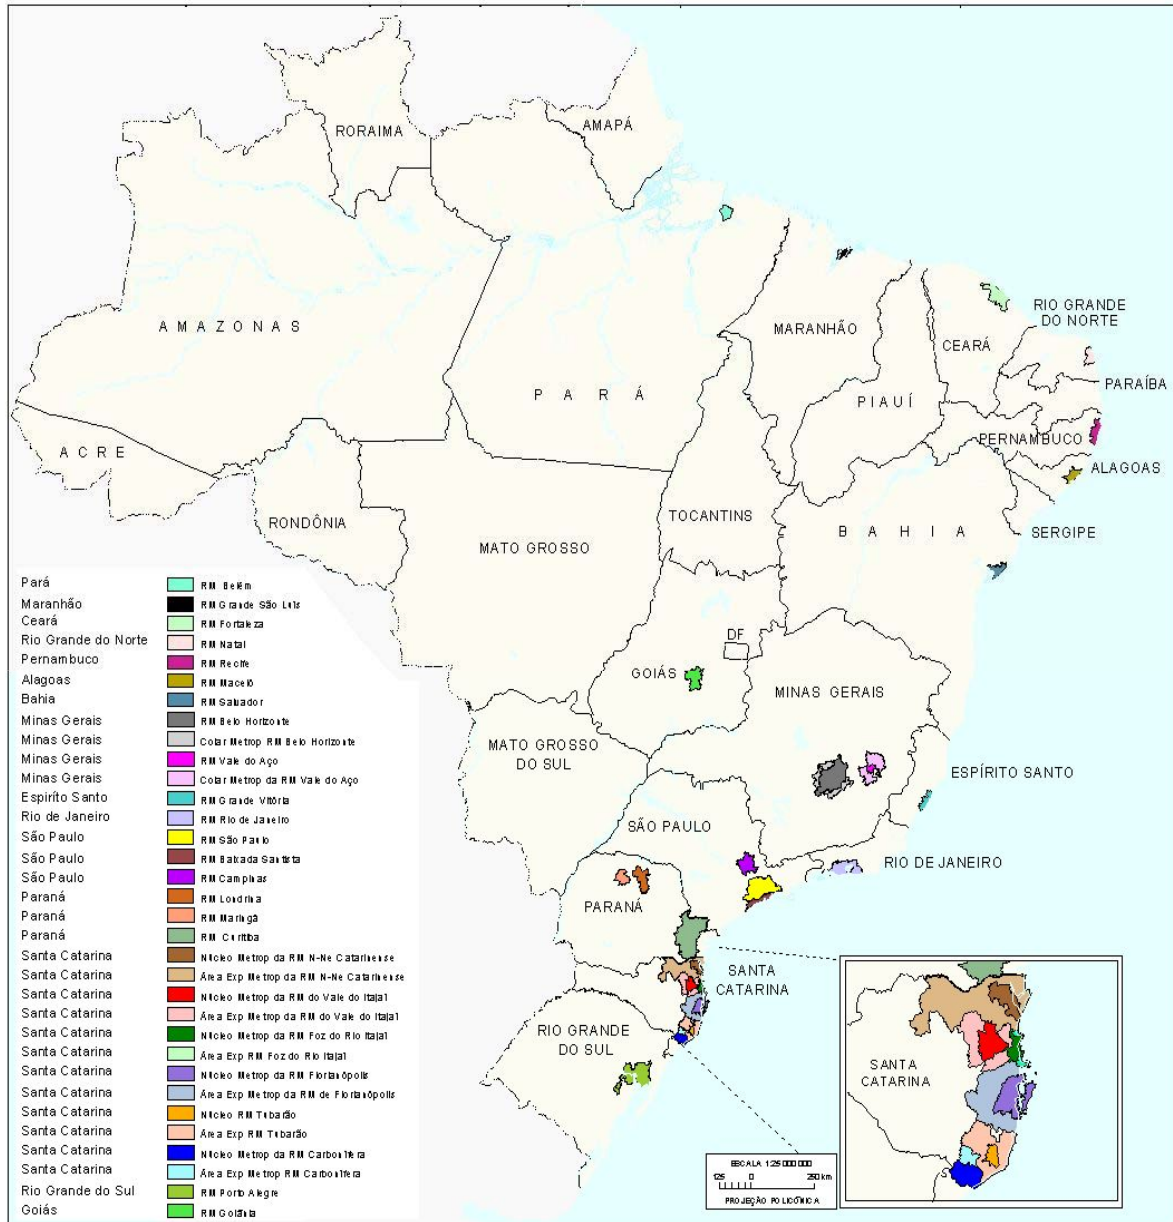 RORAIMA
AMAPÁ
AMAZONAS
PARÁ
MARANHÃO
CEARÁ
RIO GRANDE
DO NORTE
PARAÍBA
PIAUÍ
PERNAMBUCO
ALAGOAS
ACRE
SERGIPE
RONDÔNIA
MATO GROSSO
TOCANTINS
BAHIA
DF
GOIÁS
MINAS GERAIS
MATO GROSSO
DO SUL
ESPÍRITO SANTO
SÃO PAULO
RIO DE JANEIRO
PARANÁ
SANTA
CATARINA
RIO GRANDE
DO SUL
Pará RM Belém
Maranhão RM Grande São Luís
Ceará RM Fortaleza
Rio Grande do Norte RM Natal
Pernambuco RM Recife
Alagoas RM Maceió
Bahia RM Salvador
Minas Gerais RM Belo Horizonte
Minas Gerais Colar Metrop RM Belo Horizonte
Minas Gerais RM Vale do Aço
Minas Gerais Colar Metrop da RM Vale do Aço
Espiríto Santo RM Grande Vitória
Rio de Janeiro RM Rio de Janeiro
São Paulo RM São Paulo
São Paulo RM Baixada Santista
São Paulo RM Campinas
Paraná RM Londrina
Paraná RM Maringá
Paraná RM Curitiba
Santa Catarina Núcleo Metrop da RM N-Ne Catarinense
Santa Catarina Área Exp Metrop da RM N-Ne Catarinense
Santa Catarina Núcleo Metrop da RM do Vale do Itajaí
Santa Catarina Área Exp Metrop da RM do Vale do Itajaí
Santa Catarina Núcleo Metrop da RM Foz do Rio Itajaí
Santa Catarina Área Exp RM Foz do Rio Itajaí
Santa Catarina Núcleo Metrop da RM Florianópolis
Santa Catarina Área Exp Metrop da RM de Florianópolis
Santa Catarina Núcleo RM Tubarão
Santa Catarina Área Exp RM Tubarão
Santa Catarina Núcleo Metrop da RM Carbonífera
Santa Catarina Área Exp Metrop RM Carbonífera
Rio Grande do Sul RM Porto Alegre
Goiás RM Goiânia
SANTA
CATARINA
ESCALA 1:25 000 000
125 0 250 km
PROJEÇÃO POLICÔNICA